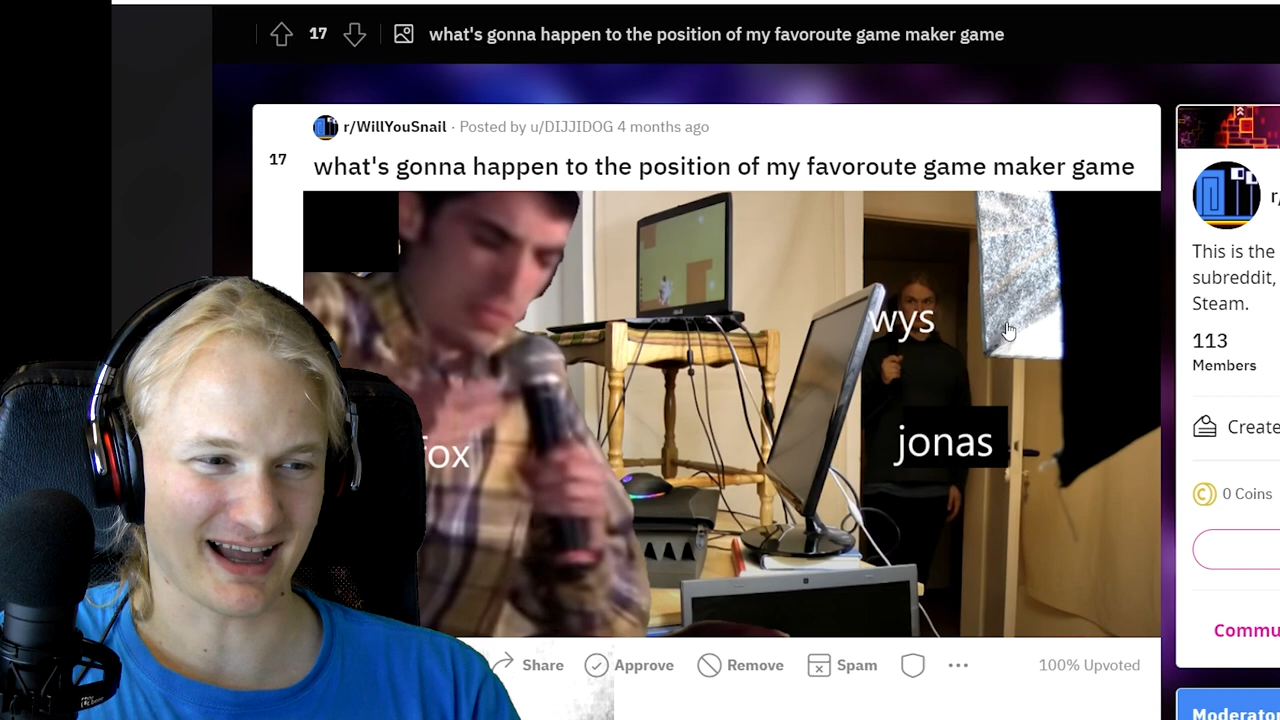 17
what's gonna happen to the position of my favoroute game maker game
r/WillYouSnail · Posted by u/DIJJIDOG 4 months ago
17
what's gonna happen to the position of my favoroute game maker game
wys
jonas
fox
Share
Approve
Remove
Spam
100% Upvoted
r/
This is the
subreddit,
Steam.
113
Members
Create
0 Coins
Commu
Moderato